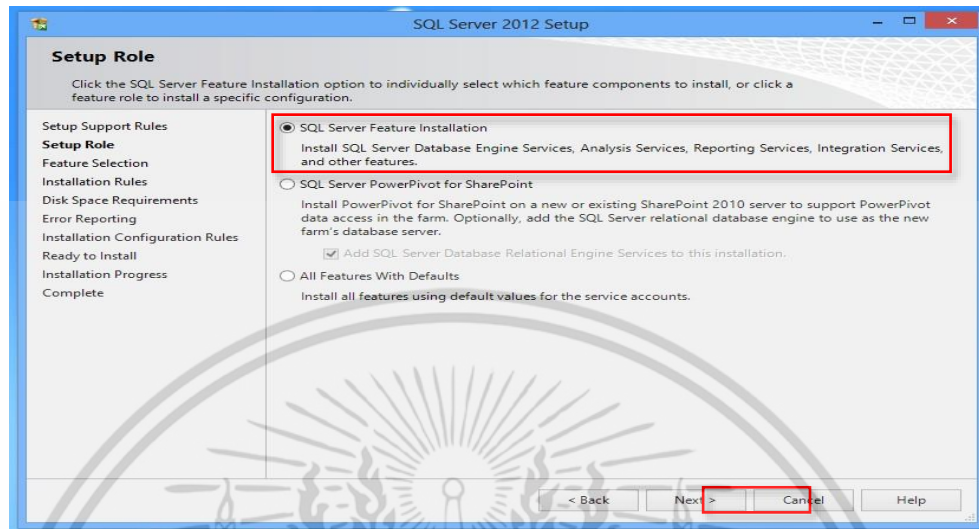 SQL Server 2012 Setup
Setup Role
Click the SQL Server Feature Installation option to individually select which feature components to install, or click a
feature role to install a specific configuration.
Setup Support Rules
Setup Role
Feature Selection
Installation Rules
Disk Space Requirements
Error Reporting
Installation Configuration Rules
Ready to Install
Installation Progress
Complete
SQL Server Feature Installation
Install SQL Server Database Engine Services, Analysis Services, Reporting Services, Integration Services,
and other features.
SQL Server PowerPivot for SharePoint
Install PowerPivot for SharePoint on a new or existing SharePoint 2010 server to support PowerPivot
data access in the farm. Optionally, add the SQL Server relational database engine to use as the new
farm's database server.
Add SQL Server Database Relational Engine Services to this installation.
All Features With Defaults
Install all features using default values for the service accounts.
< Back
Next >
Cancel
Help